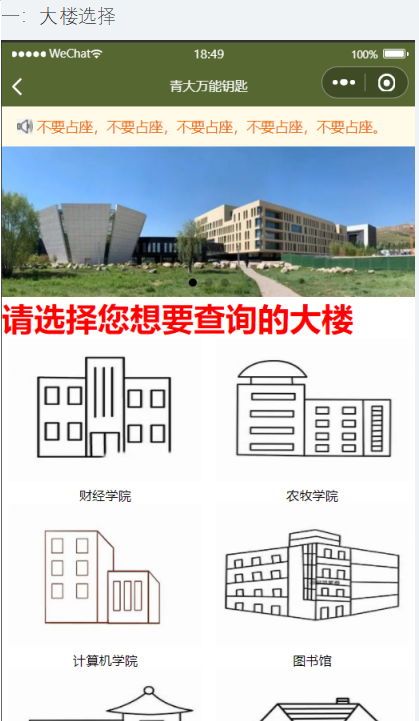 一：大楼选择
WeChat 18:49 100%
青大万能钥匙
不要占座，不要占座，不要占座，不要占座，不要占座。
请选择您想要查询的大楼
财经学院 农牧学院
计算机学院 图书馆